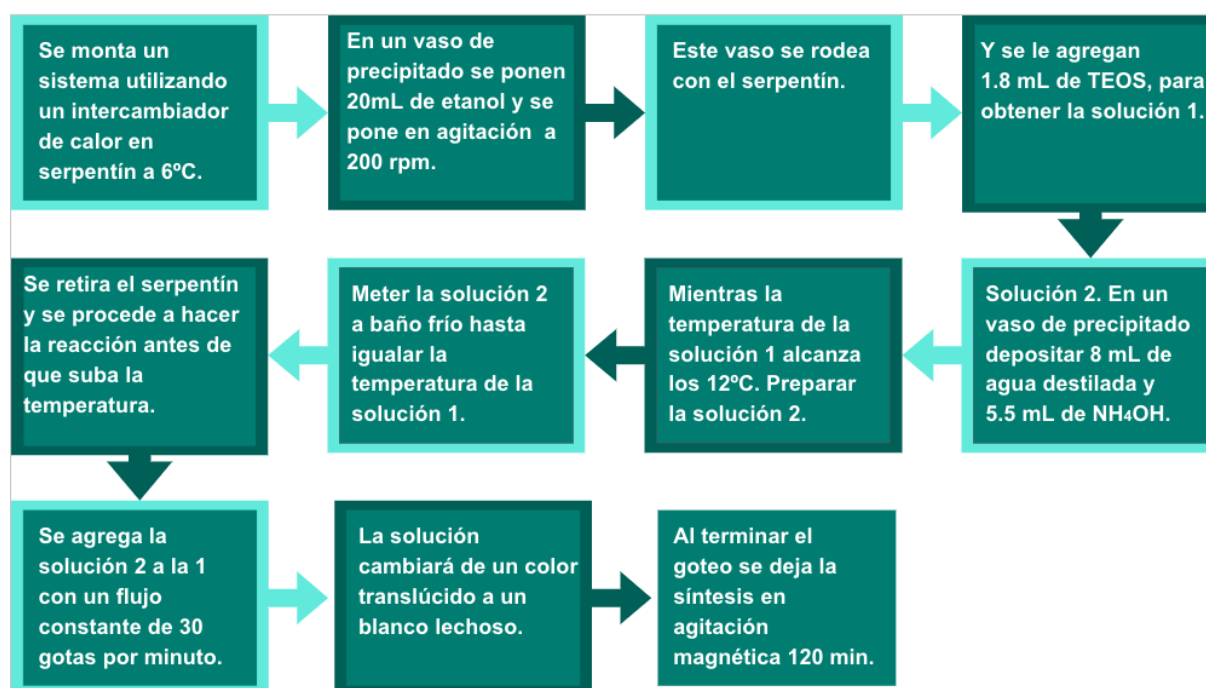 Se monta un
sistema utilizando
un intercambiador
de calor en
serpentín a 6ºC.
En un vaso de
precipitado se ponen
20mL de etanol y se
pone en agitación a
200 rpm.
Este vaso se rodea
con el serpentín.
Y se le agregan
1.8 mL de TEOS, para
obtener la solución 1.
Solución 2. En un
vaso de precipitado
depositar 8 mL de
agua destilada y
5.5 mL de NH₄OH.
Mientras la
temperatura de la
solución 1 alcanza
los 12ºC. Preparar
la solución 2.
Meter la solución 2
a baño frío hasta
igualar la
temperatura de la
solución 1.
Se retira el serpentín
y se procede a hacer
la reacción antes de
que suba la
temperatura.
Se agrega la
solución 2 a la 1
con un flujo
constante de 30
gotas por minuto.
La solución
cambiará de un color
translúcido a un
blanco lechoso.
Al terminar el
goteo se deja la
síntesis en
agitación
magnética 120 min.